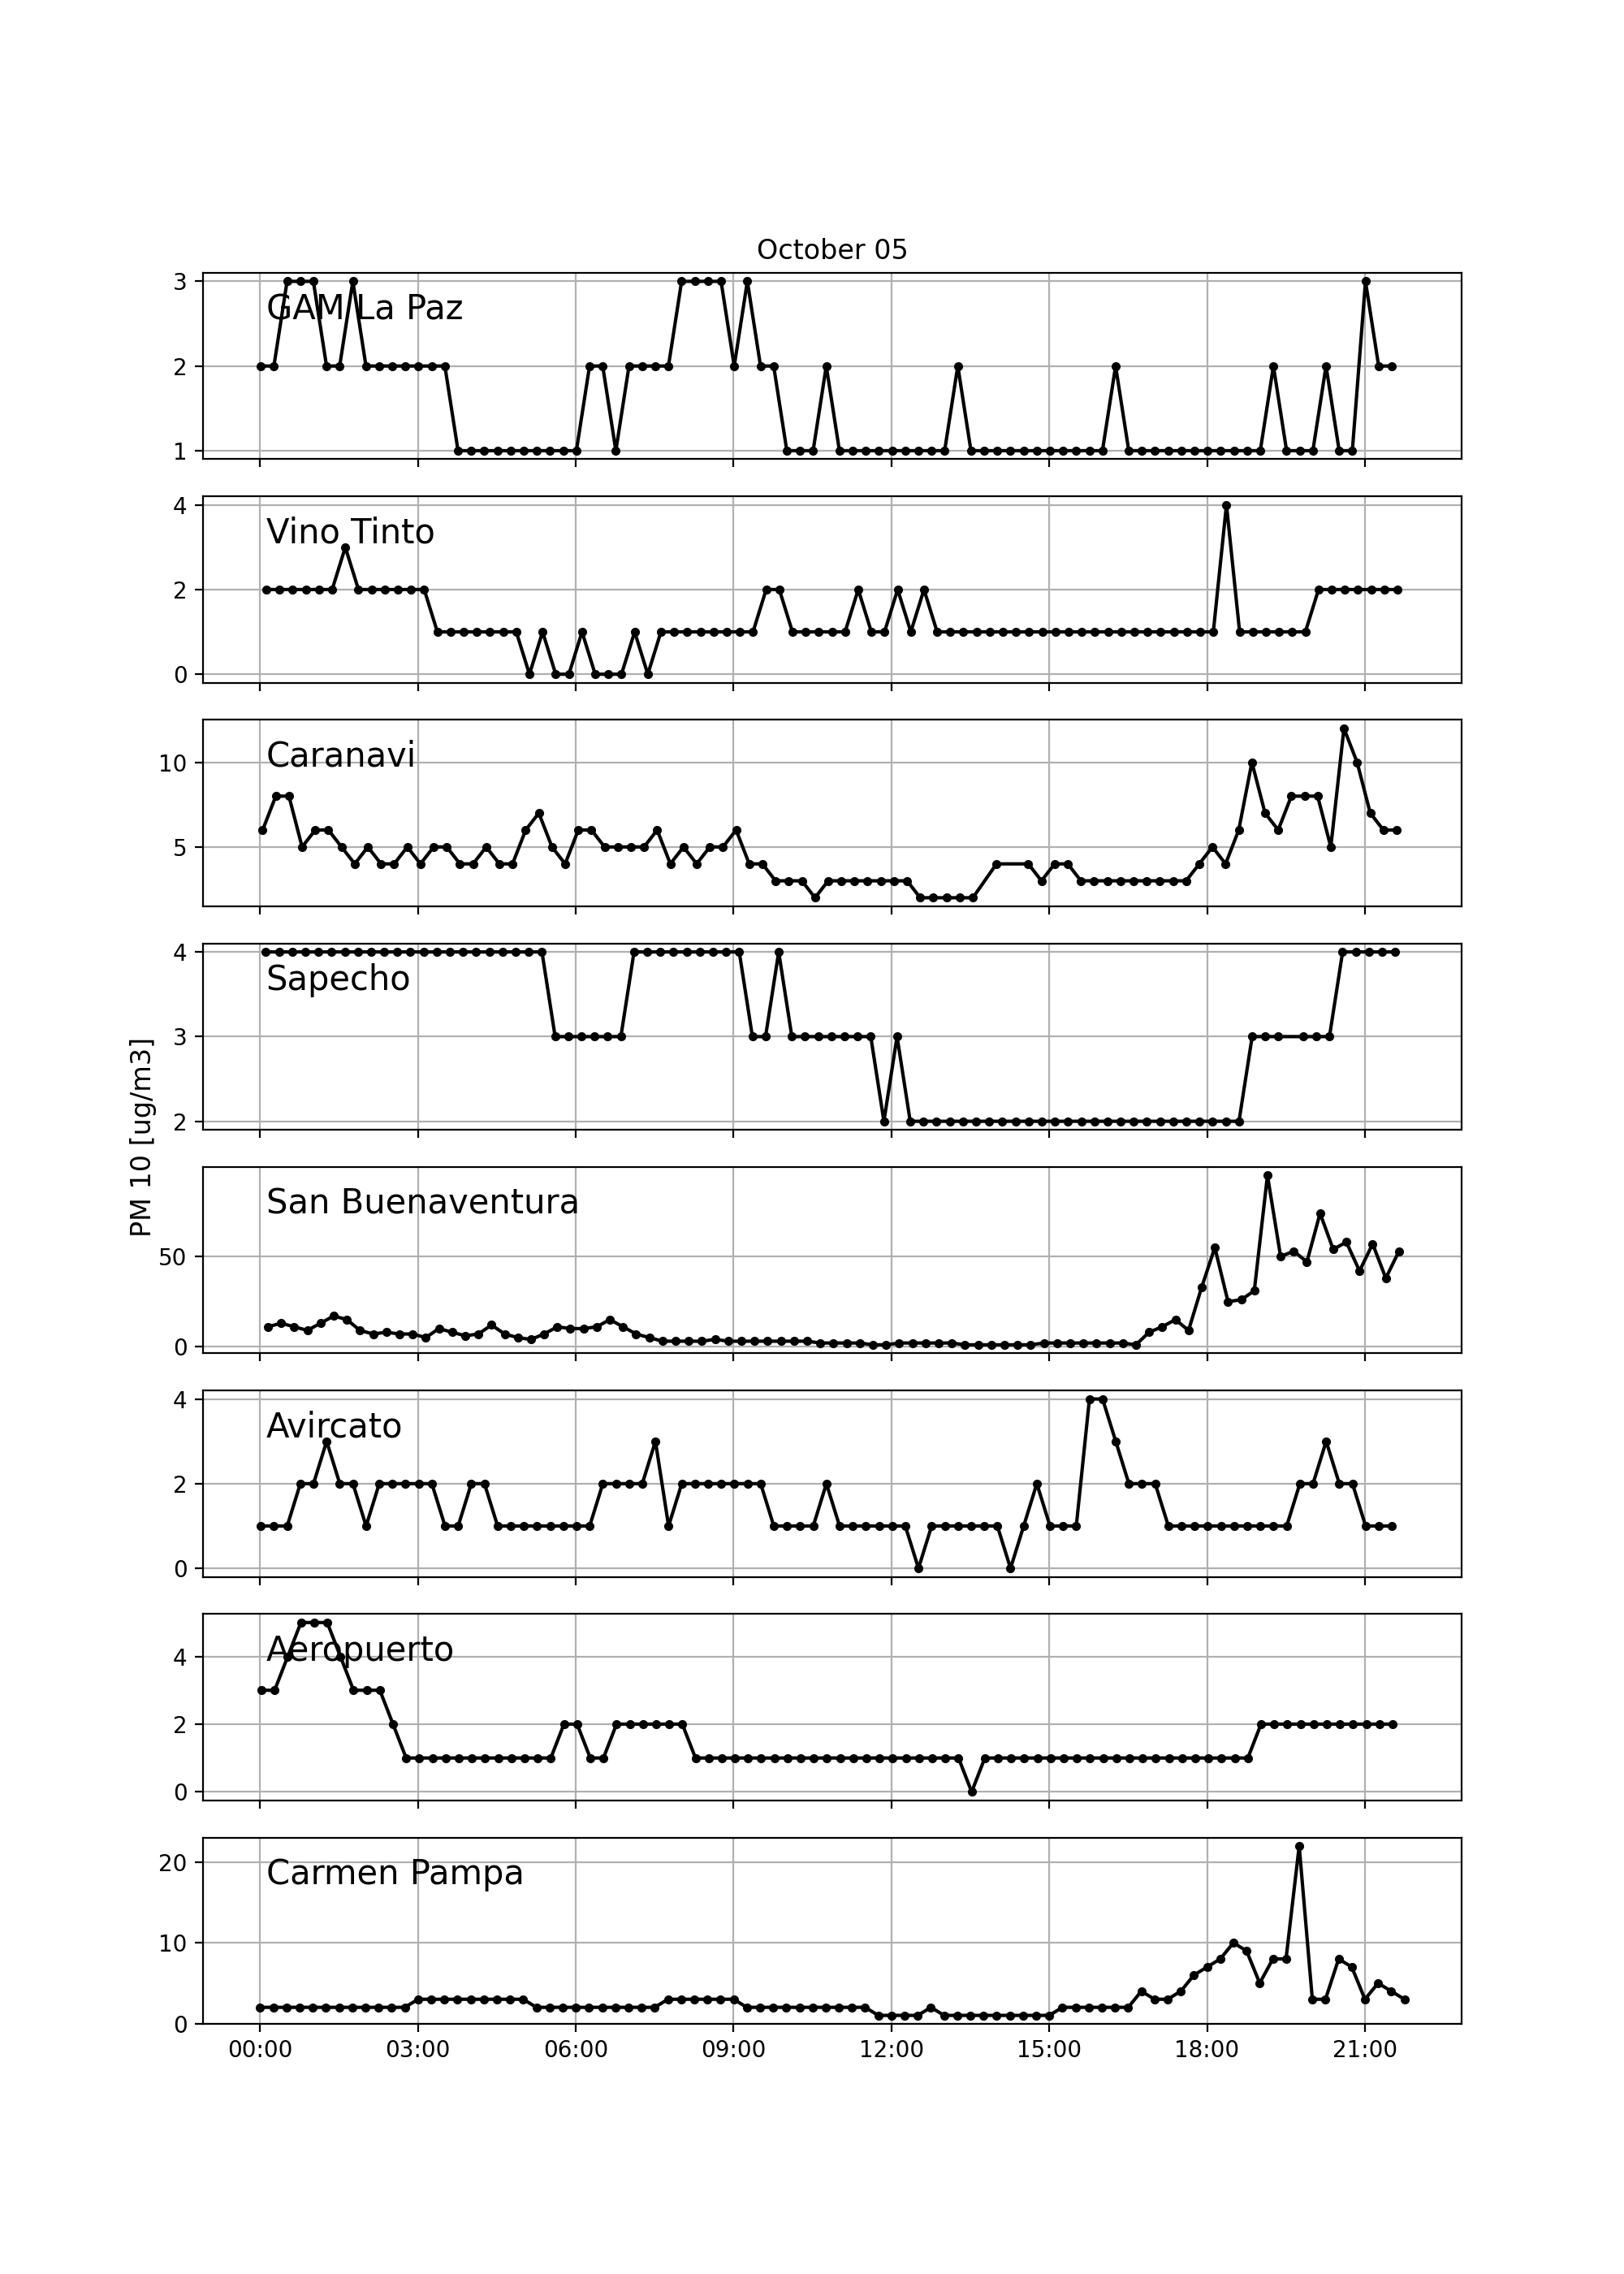 October 05
3
GAM La Paz
2
1
4
Vino Tinto
2
0
Caranavi
10
5
4
Sapecho
3
2
PM 10 [ug/m3]
San Buenaventura
50
0
4
Avircato
2
0
Aeropuerto
4
2
0
20
Carmen Pampa
10
0
00:00 03:00 06:00 09:00 12:00 15:00 18:00 21:00